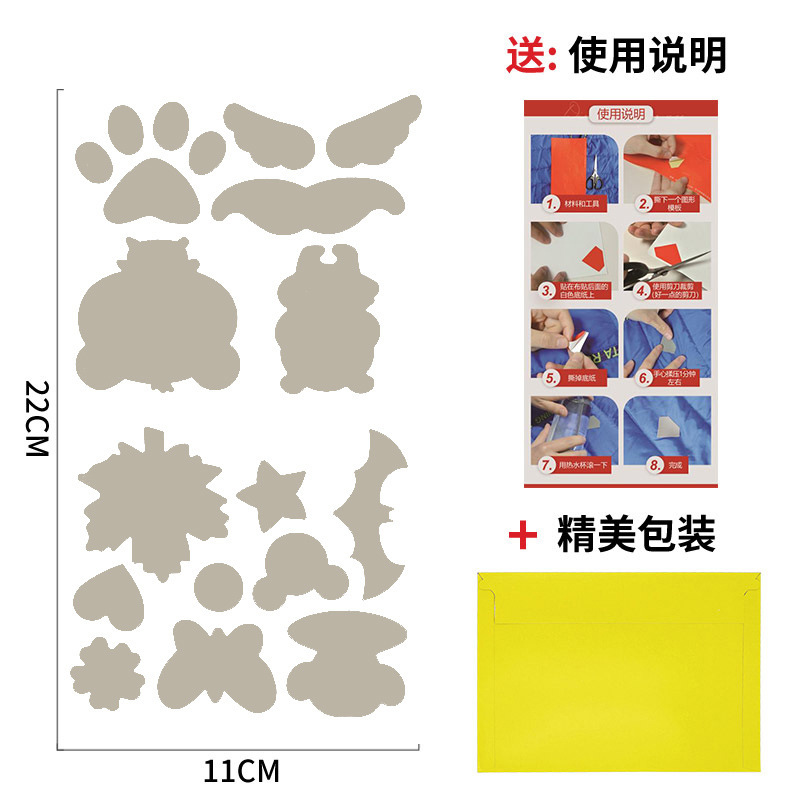 送: 使用说明
使用说明
1. 材料和工具
2. 撕下一个图形
模板
3. 贴在布贴后面的
白色底纸上
4. 使用剪刀裁剪
(好一点的剪刀)
5. 撕掉底纸
6. 手心揉压1分钟
左右
7. 用热水杯滚一下
8. 完成
22CM
+ 精美包装
11CM